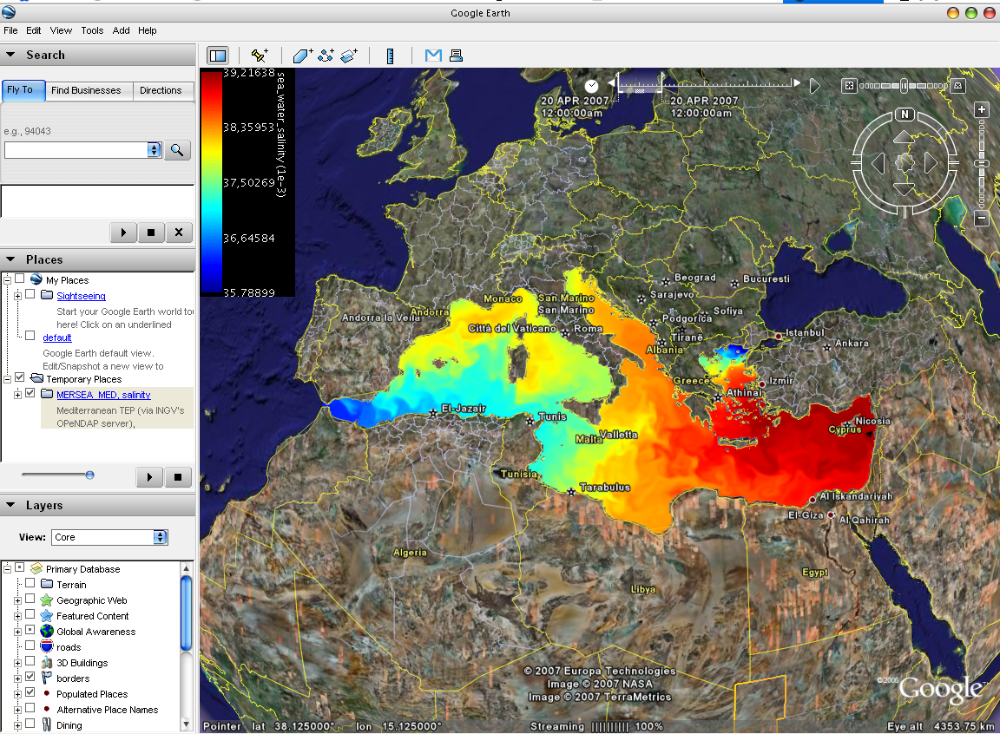 Google Earth
File Edit View Tools Add Help
Search
Fly To Find Businesses Directions
e.g., 94043
Places
My Places
Sightseeing
Start your Google Earth world to
here! Click on an underlined
default
Google Earth default view.
Edit/Snapshot a new view to
Temporary Places
MERSEA_MED, salinity
Mediterranean TEP (via INGV's
OPeNDAP server),
Layers
View: Core
Primary Database
Terrain
Geographic Web
Featured Content
Global Awareness
roads
3D Buildings
borders
Populated Places
Alternative Place Names
Dining
39,21638
38,35953
37,50269
36,64584
35.78899
sea_water_salinity (1e-3)
20 APR 2007
12:00:00am
20 APR 2007
12:00:00am
N
Beograd
Bucuresti
Sarajevo
Monaco
San Marino
San Marino
Sofiya
Andorra
Andorra la Vella
Podgorica
Città del Vaticano
Roma
Tiranë
Istanbul
Albania
Ankara
Greece
Izmir
Athinai
El-Jazair
Tunis
Nicosia
Cyprus
Malta
Valletta
Tunisia
Tarabulus
Al Iskandariyah
El-Giza
Al Qahirah
Algeria
Egypt
Libya
© 2007 Europa Technologies
Image © 2007 NASA
Image © 2007 TerraMetrics
©2006 Google
Pointer lat 38.125000° lon 15.125000° Streaming 100% Eye alt 4353.75 km